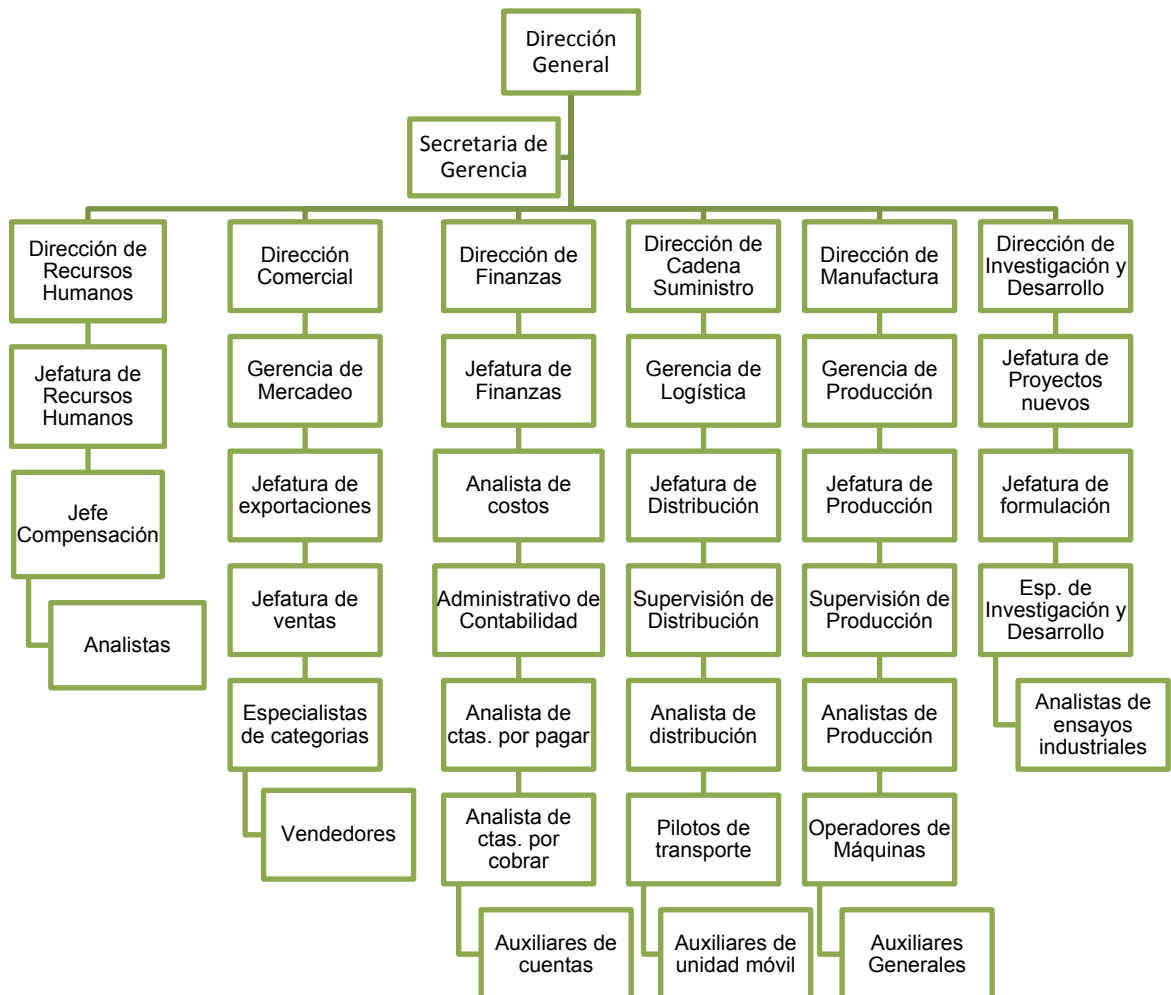 Dirección
General
Secretaria de
Gerencia
Dirección de
Recursos
Humanos
Jefatura de
Recursos
Humanos
Jefe
Compensación
Analistas
Dirección
Comercial
Gerencia de
Mercadeo
Jefatura de
exportaciones
Jefatura de
ventas
Especialistas
de categorias
Vendedores
Dirección de
Finanzas
Jefatura de
Finanzas
Analista de
costos
Administrativo de
Contabilidad
Analista de
ctas. por pagar
Analista de
ctas. por
cobrar
Auxiliares de
cuentas
Dirección de
Cadena
Suministro
Gerencia de
Logística
Jefatura de
Distribución
Supervisión de
Distribución
Analista de
distribución
Pilotos de
transporte
Auxiliares de
unidad móvil
Dirección de
Manufactura
Gerencia de
Producción
Jefatura de
Producción
Supervisión de
Producción
Analistas de
Producción
Operadores de
Máquinas
Auxiliares
Generales
Dirección de
Investigación y
Desarrollo
Jefatura de
Proyectos
nuevos
Jefatura de
formulación
Esp. de
Investigación y
Desarrollo
Analistas de
ensayos
industriales